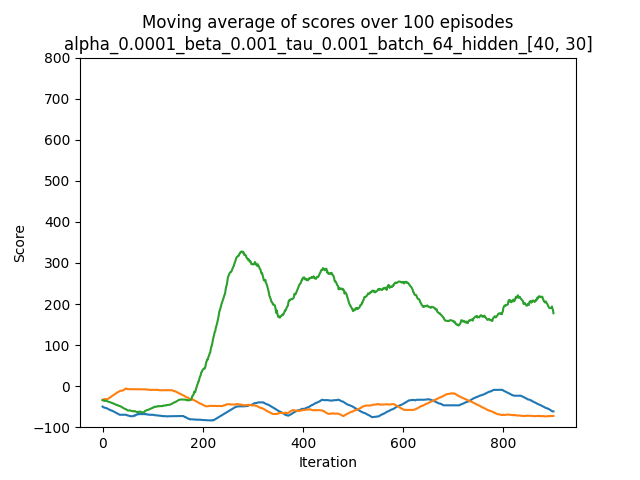 Moving average of scores over 100 episodes
alpha_0.0001_beta_0.001_tau_0.001_batch_64_hidden_[40, 30]
800
700
600
500
400
300
200
100
0
−100
Score
0 200 400 600 800
Iteration